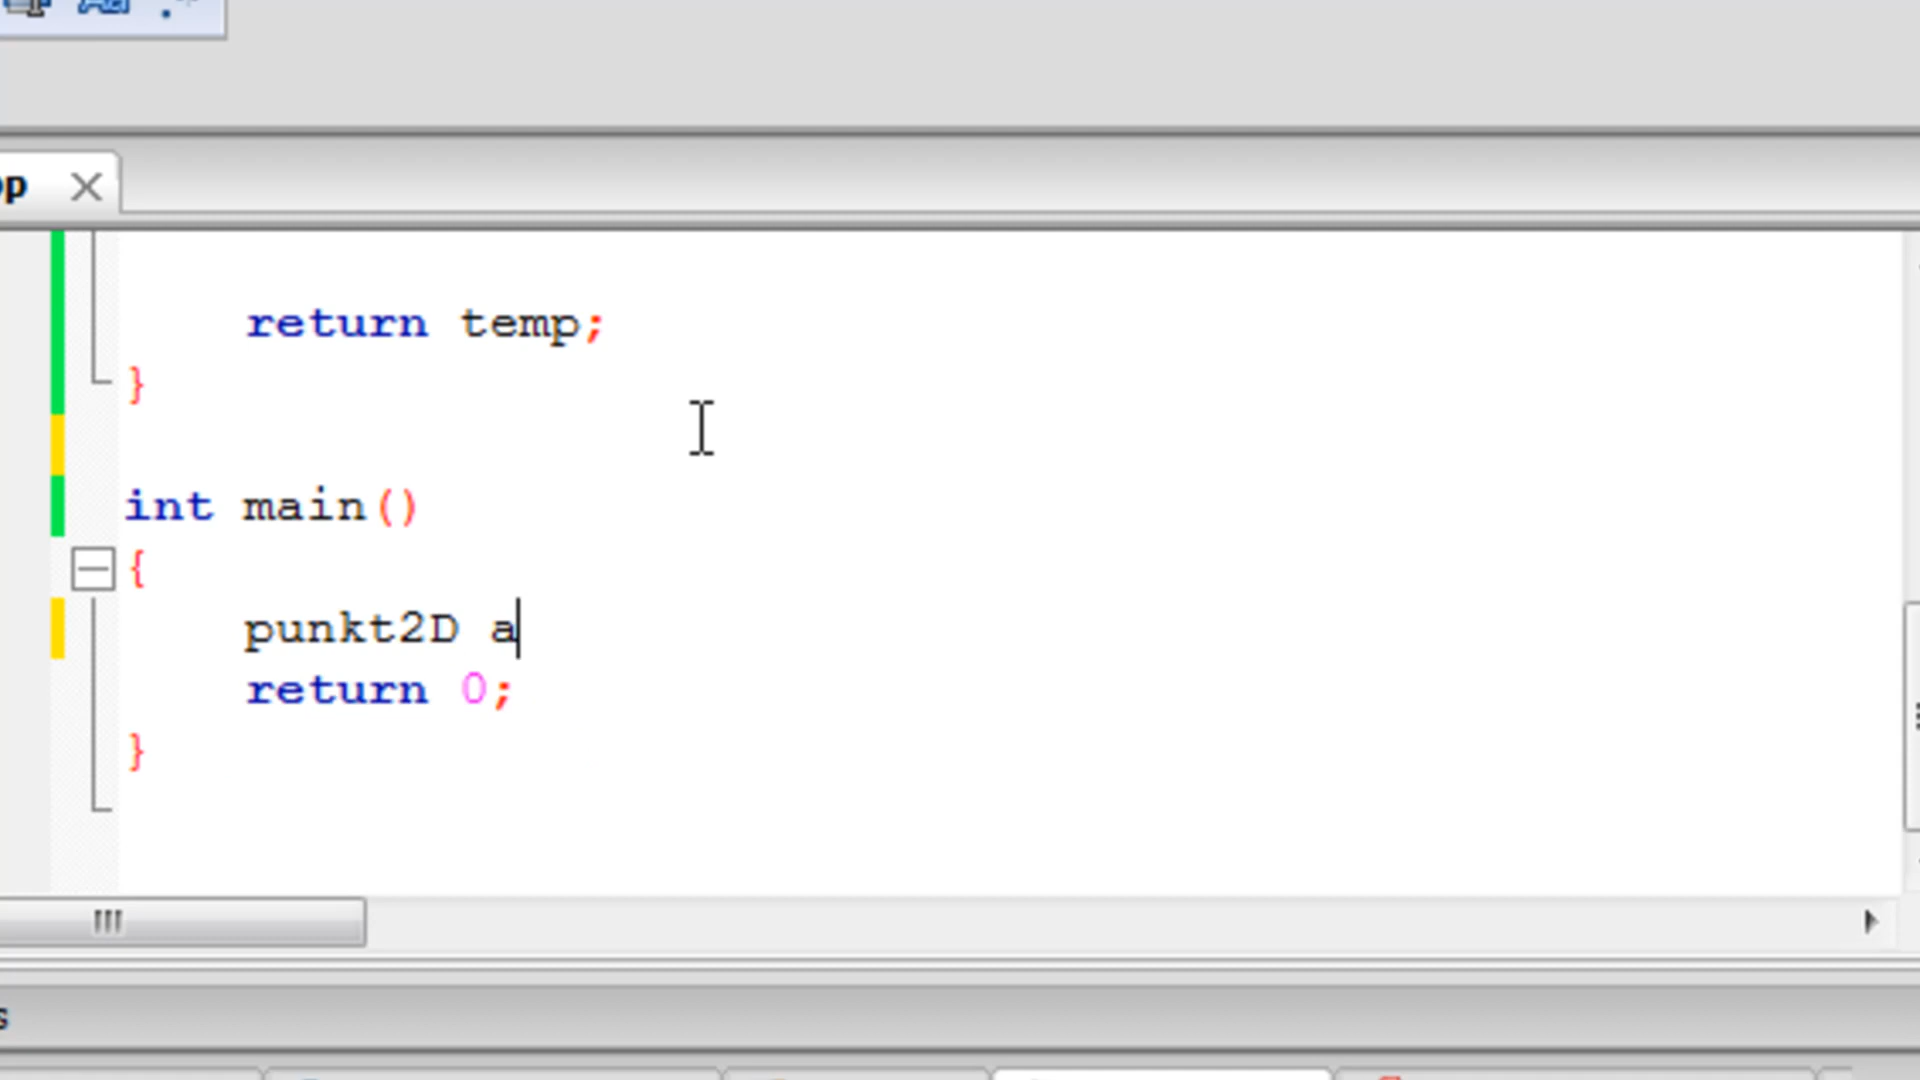 return temp;
}
int main()
{
punkt2D a
return 0;
}